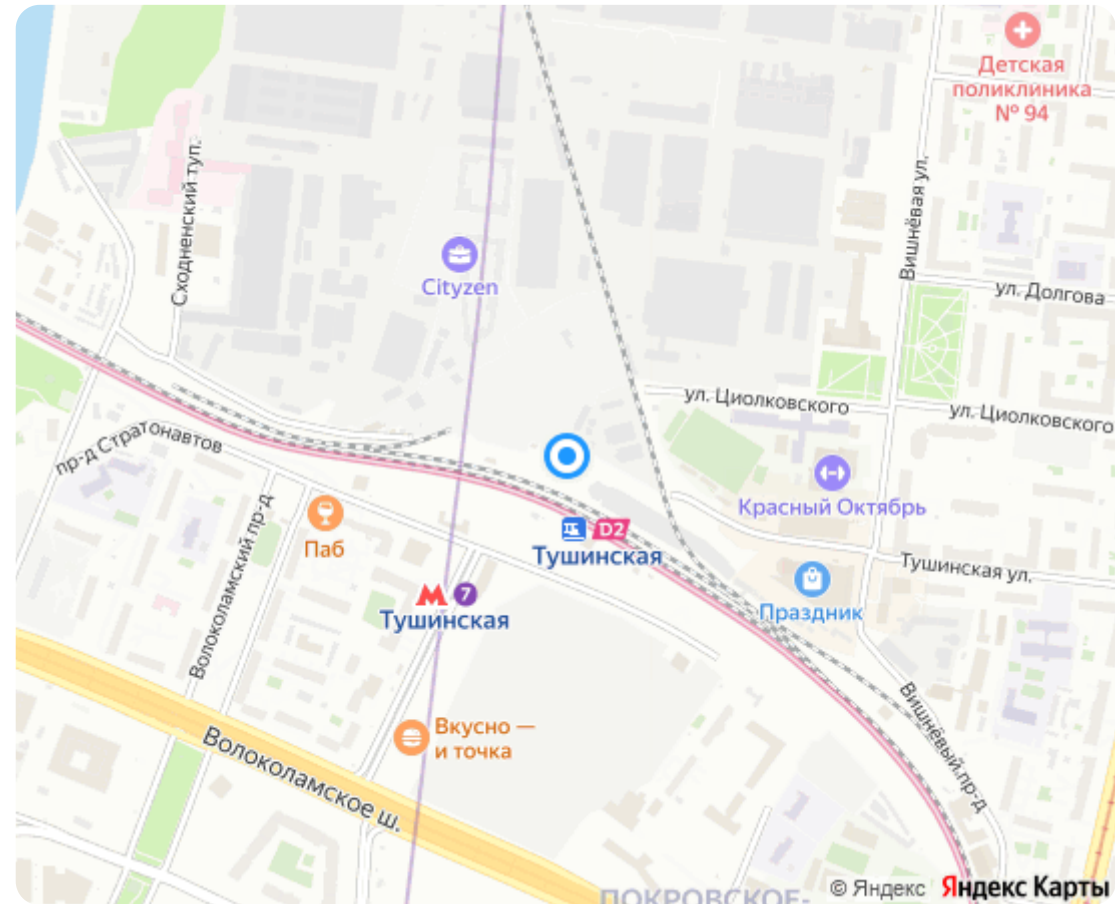 Детская
поликлиника
№ 94
Сходненский туп.
Вишнёвая ул.
Cityzen
ул. Долгова
ул. Циолковского
ул. Циолковского
пр-д Стратонавтов
Красный Октябрь
Волоколамский пр-д
Паб
D2
Тушинская
Тушинская ул.
М 7
Тушинская
Праздник
Вкусно —
и точка
Вишнёвый пр-д
Волоколамское ш.
ПОКРОВСКОЕ-
© Яндекс Яндекс Карты